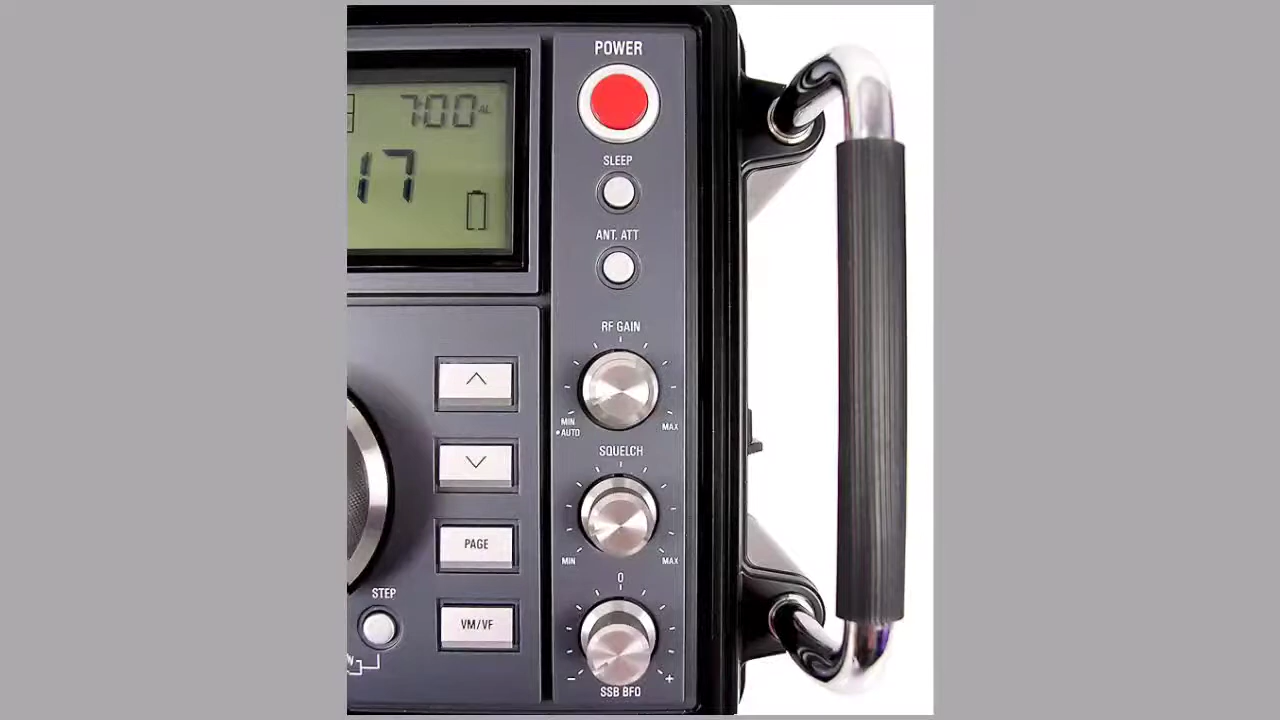 POWER
7:00 AL
17
SLEEP
ANT. ATT
RF GAIN
MIN
•AUTO
MAX
SQUELCH
MIN
MAX
PAGE
STEP
VM/VF
0
–
+
SSB BFO